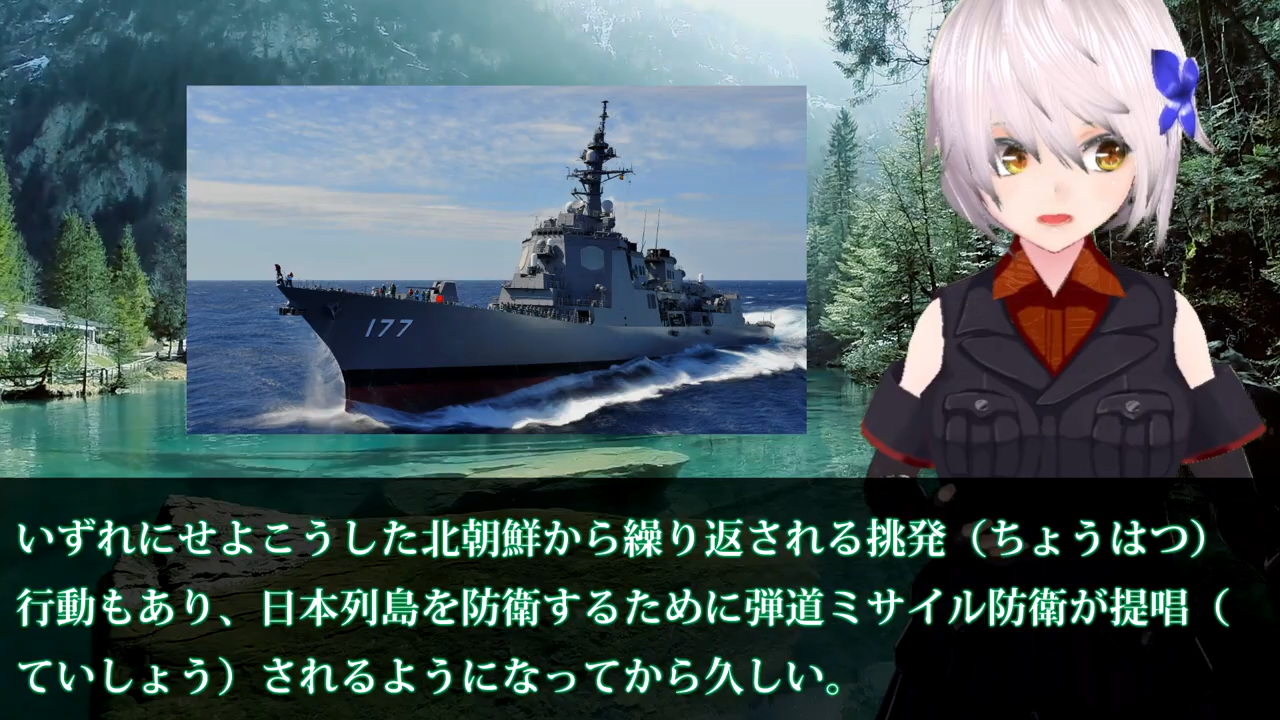 177
いずれにせよこうした北朝鮮から繰り返される挑発（ちょうはつ）
行動もあり、日本列島を防衛するために弾道ミサイル防衛が提唱（
ていしょう）されるようになってから久しい。